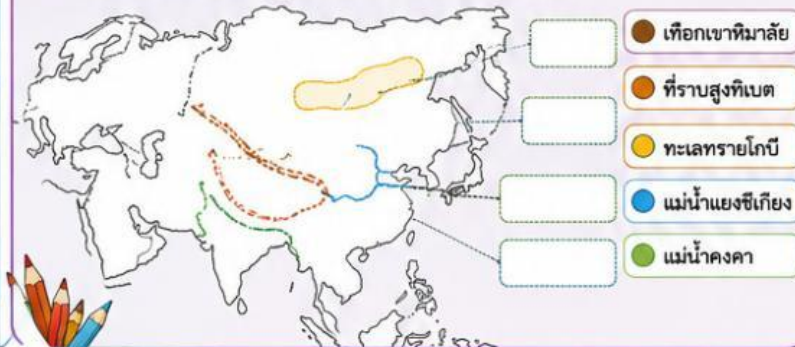 เทือกเขาหิมาลัย
ที่ราบสูงทิเบต
ทะเลทรายโกบี
แม่น้ำแยงซีเกียง
แม่น้ำคงคา